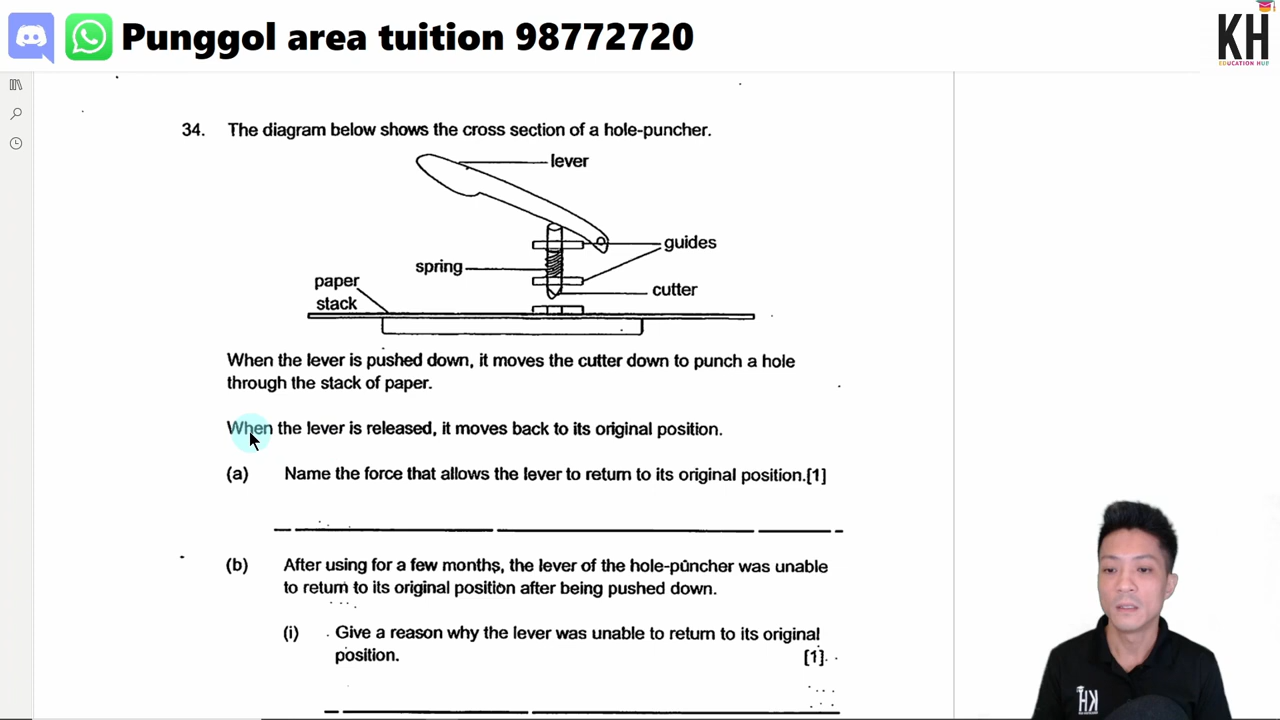 Punggol area tuition 98772720
KH
EDUCATION HUB
34. The diagram below shows the cross section of a hole-puncher.
lever
guides
spring
cutter
paper
stack
When the lever is pushed down, it moves the cutter down to punch a hole
through the stack of paper.
When the lever is released, it moves back to its original position.
(a) Name the force that allows the lever to return to its original position.[1]
(b) After using for a few months, the lever of the hole-puncher was unable
to return to its original position after being pushed down.
(i) Give a reason why the lever was unable to return to its original
position. [1]
KH